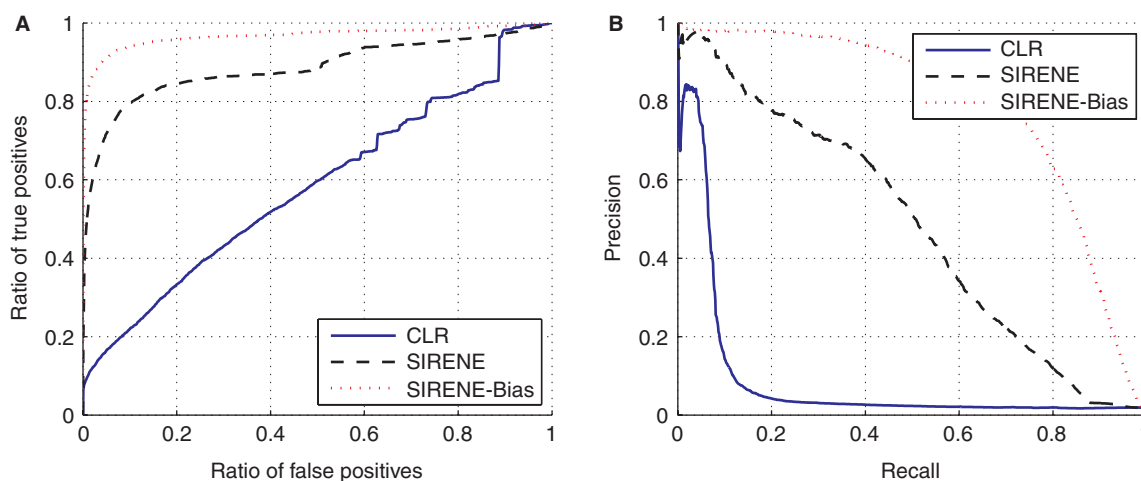 A
Ratio of true positives
1
0.8
0.6
0.4
0.2
0
0 0.2 0.4 0.6 0.8 1
Ratio of false positives
CLR
SIRENE
SIRENE-Bias
B
Precision
1
0.8
0.6
0.4
0.2
0
0 0.2 0.4 0.6 0.8
Recall
CLR
SIRENE
SIRENE-Bias